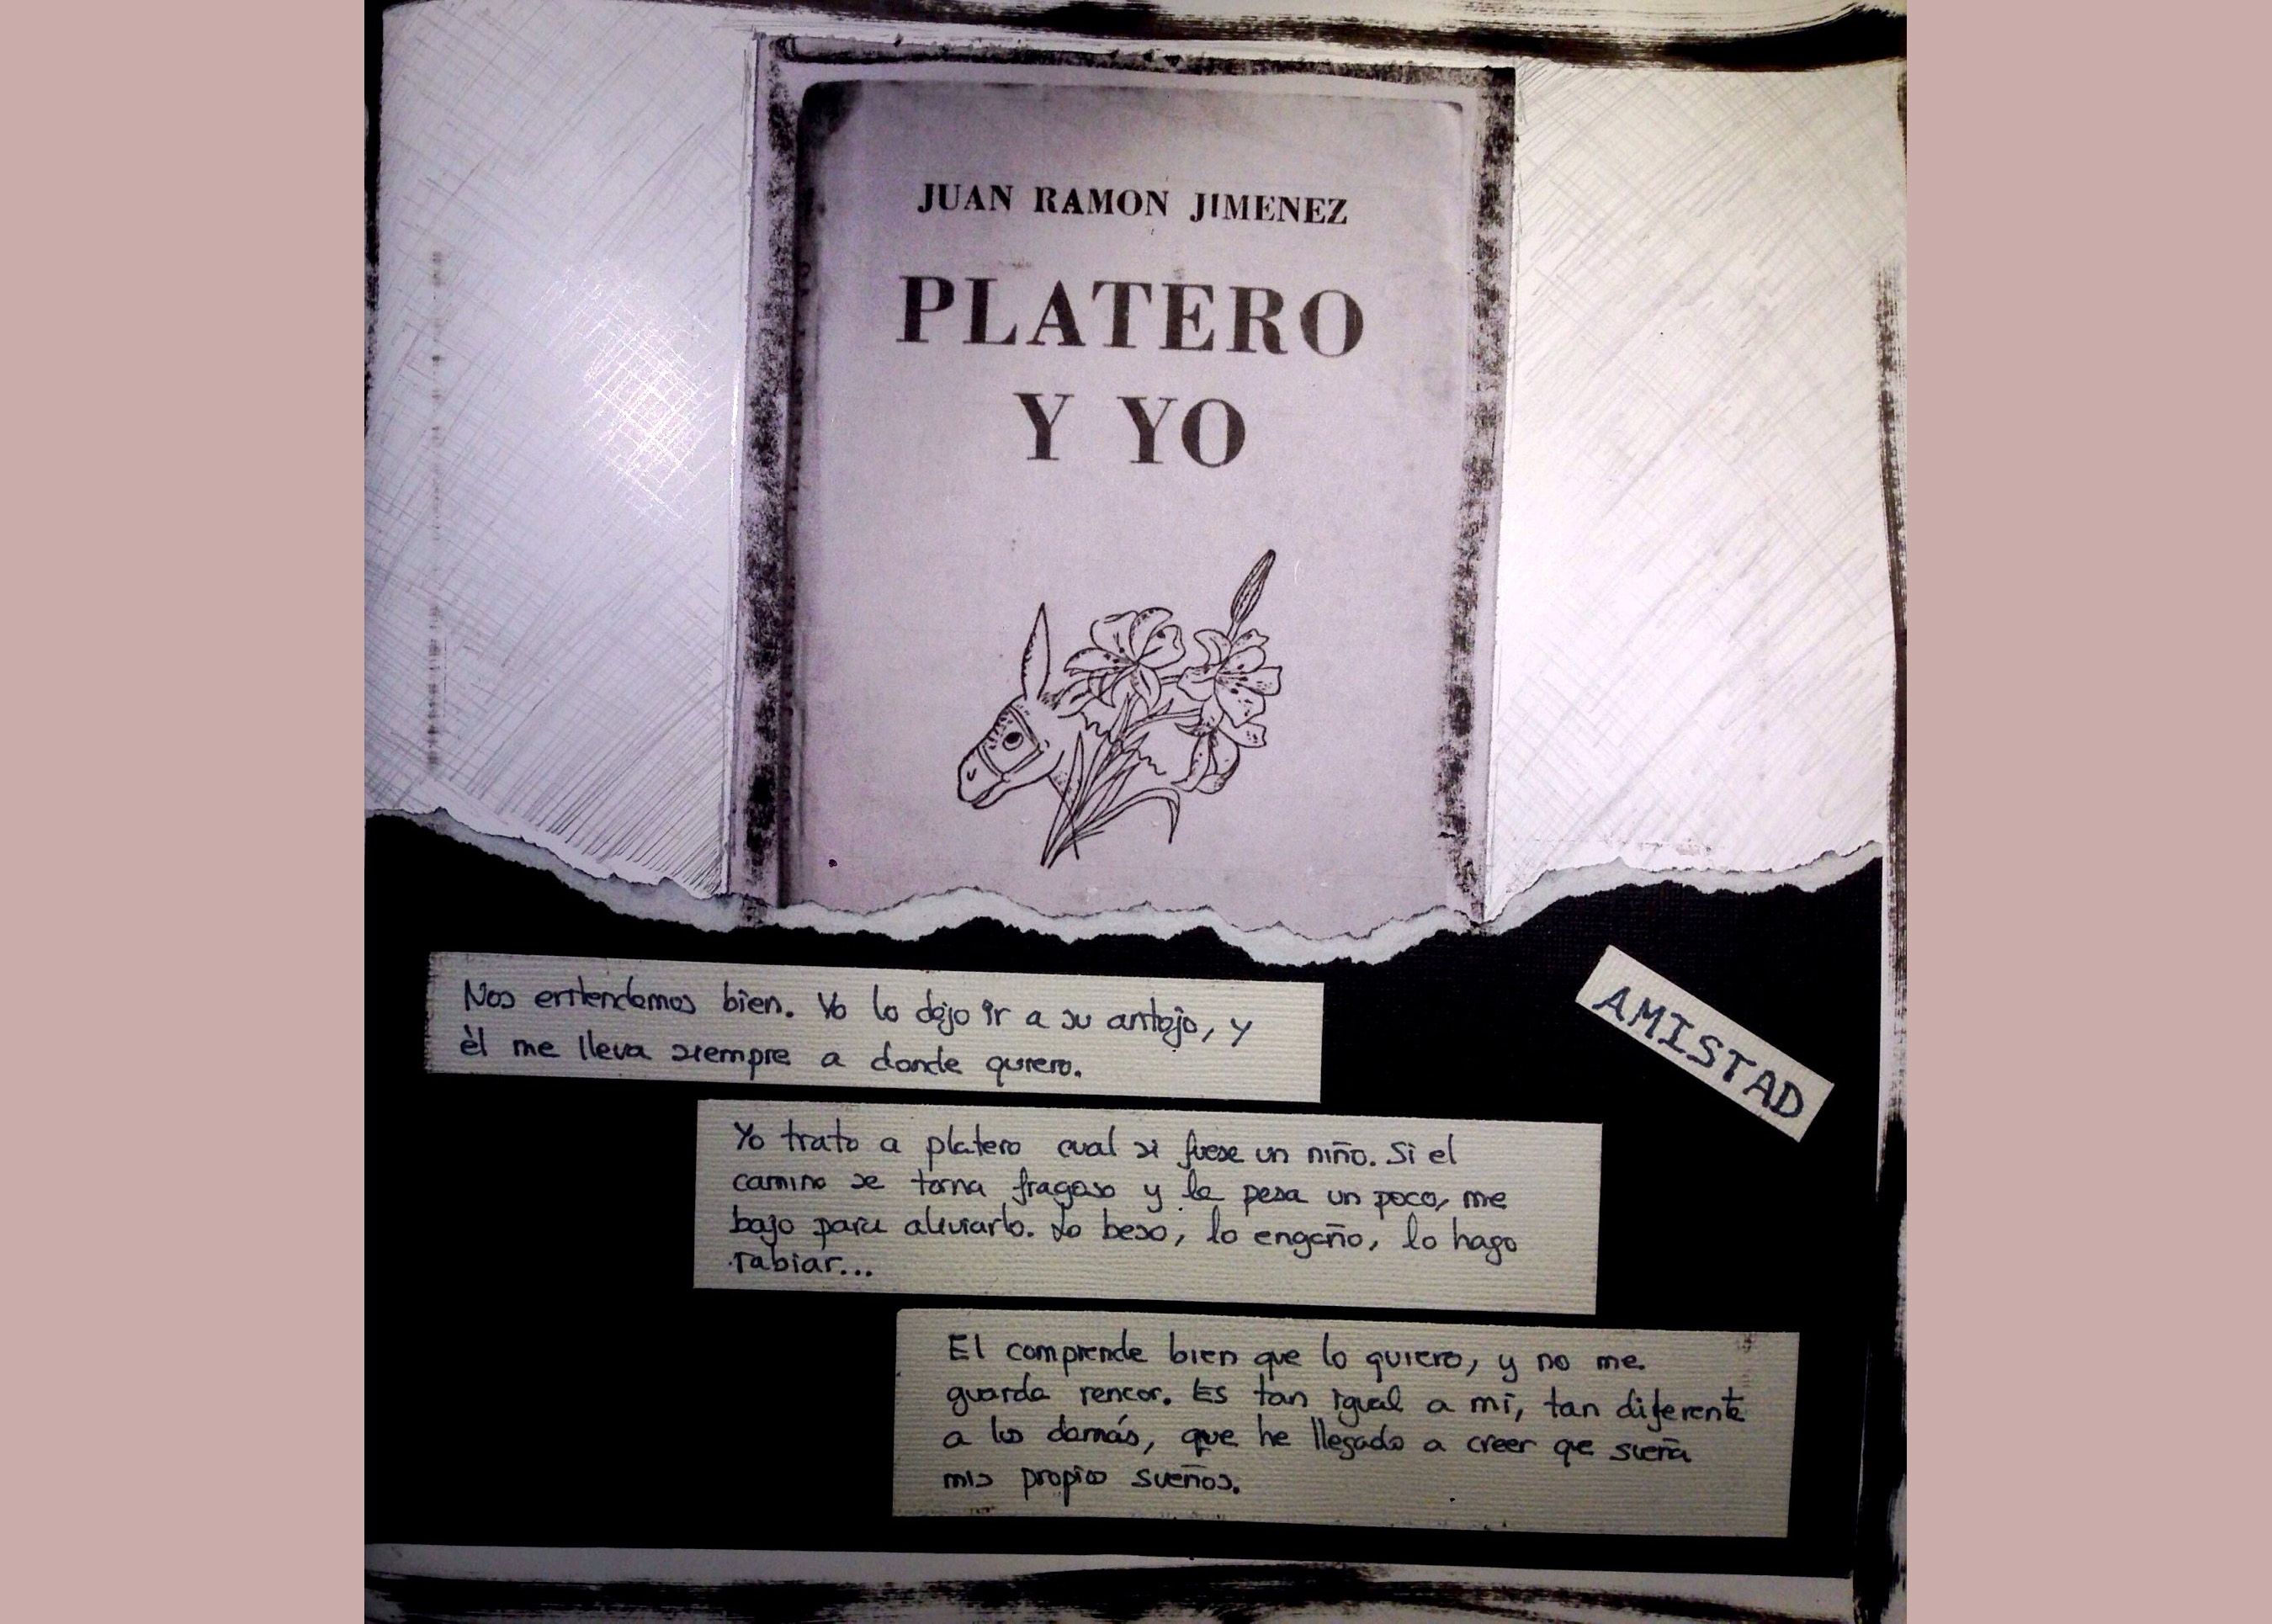 JUAN RAMON JIMENEZ
PLATERO
Y YO
AMISTAD
Nos entendemos bien. Yo lo dejo ir a su antojo, y
él me lleva siempre a donde quiero.
Yo trato a platero cual si fuese un niño. Si el
camino se torna fragoso y le pesa un poco, me
bajo para aliviarlo. Lo beso, lo engaño, lo hago
rabiar...
El comprende bien que lo quiero, y no me
guarda rencor. Es tan igual a mí, tan diferente
a los demás, que he llegado a creer que sueña
mis propios sueños.